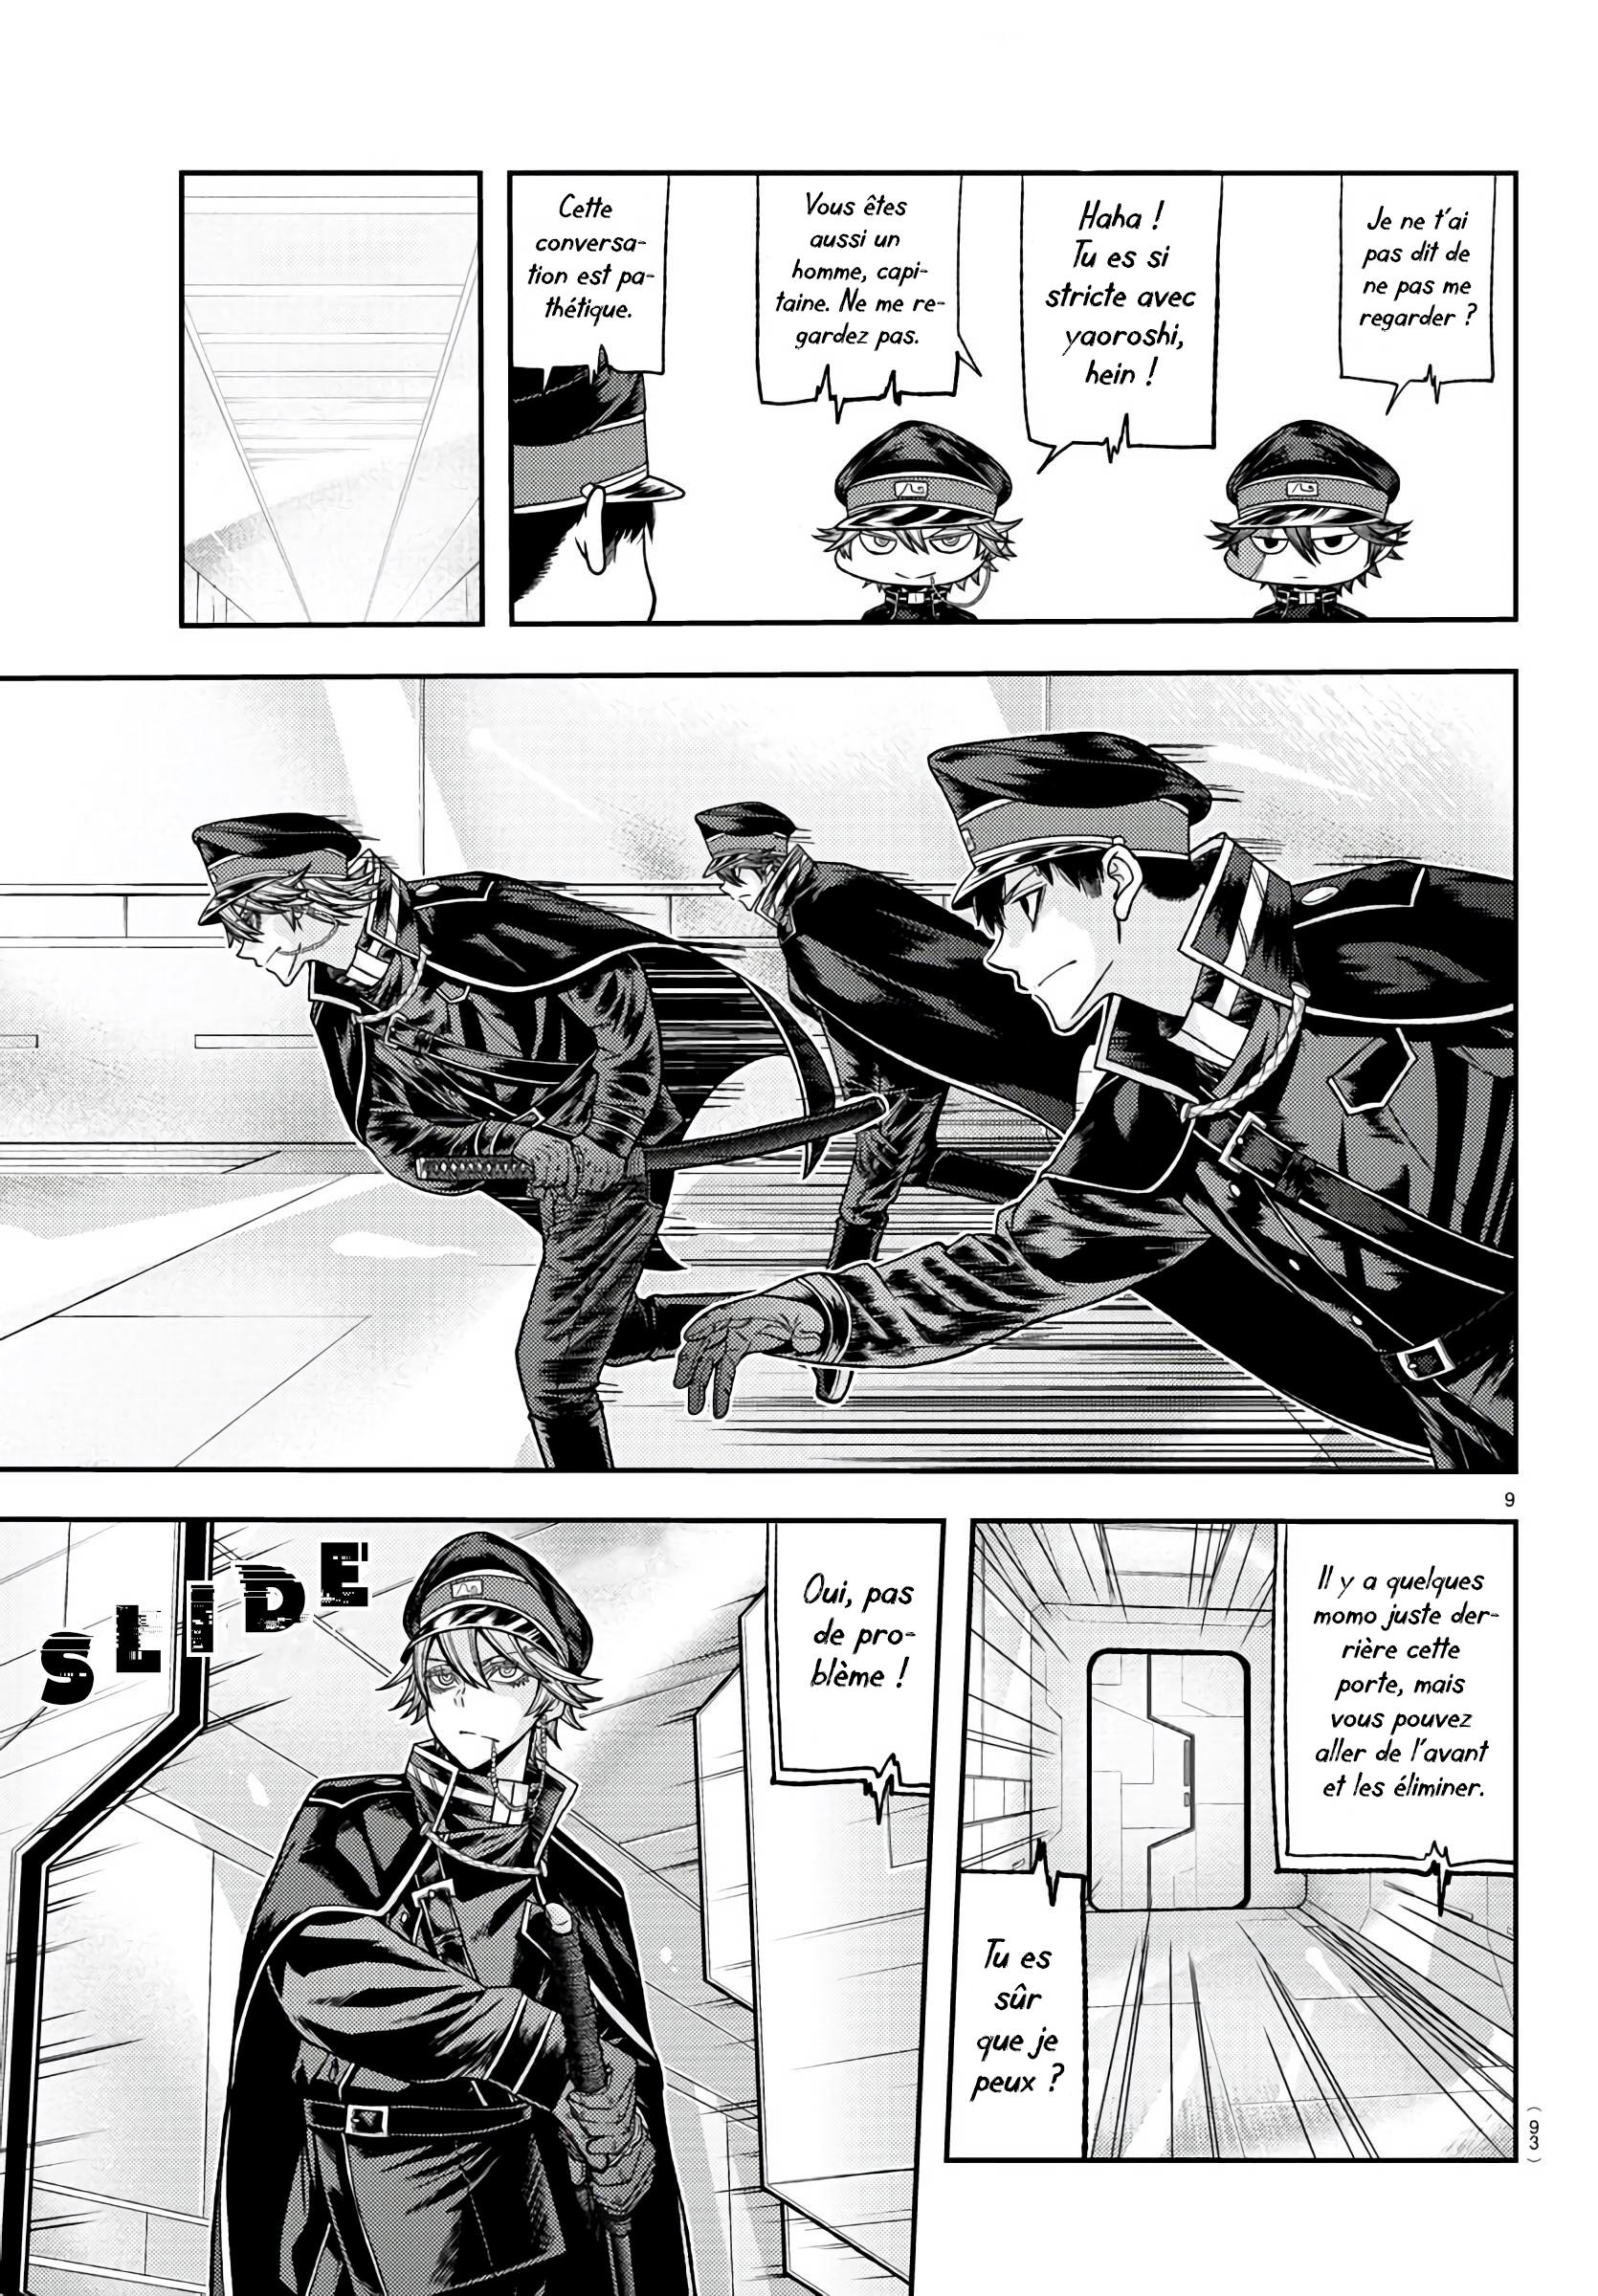 Je ne t'ai
pas dit de
ne pas me
regarder ?
Haha !
Tu es si
stricte avec
yaoroshi,
hein !
Vous êtes
aussi un
homme, capi-
taine. Ne me re-
gardez pas.
Cette
conversa-
tion est pa-
thétique.
9
Il y a quelques
momo juste der-
rière cette
porte, mais
vous pouvez
aller de l'avant
et les éliminer.
Tu es
sûr
que je
peux ?
Oui, pas
de pro-
blème !
SLIDE
(93)